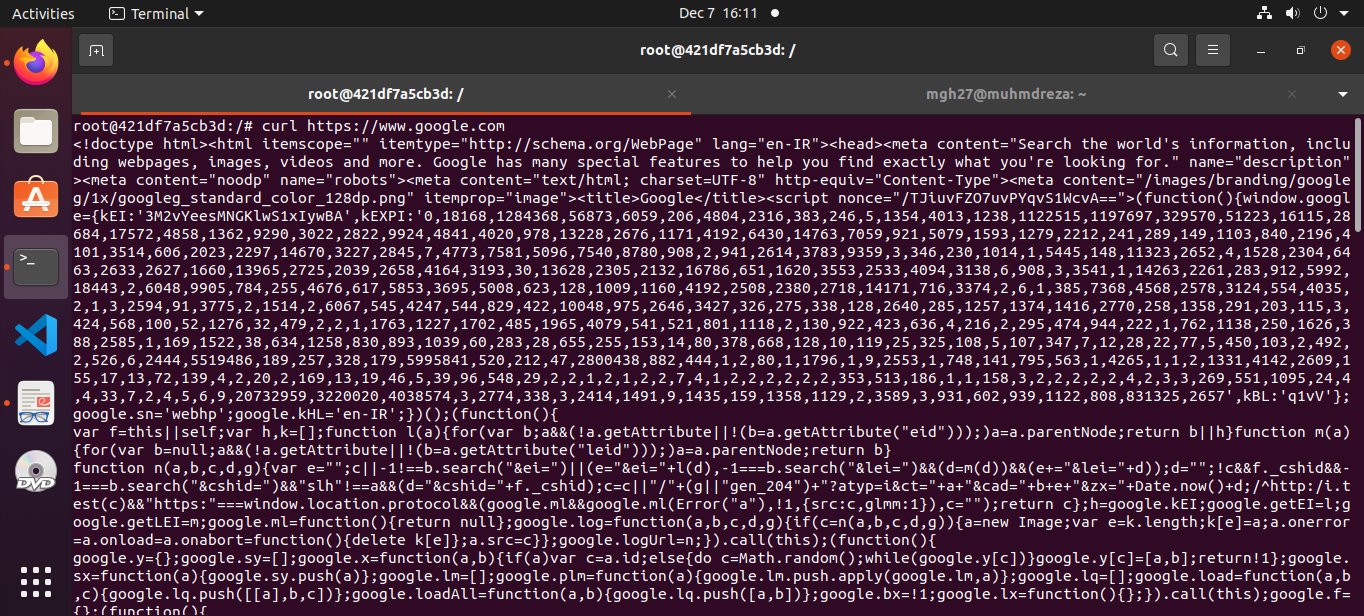 Activities
Terminal
Dec 7 16:11
root@421df7a5cb3d: /
root@421df7a5cb3d: /
mgh27@muhmdreza: ~
root@421df7a5cb3d:/# curl https://www.google.com
<!doctype html><html itemscope="" itemtype="http://schema.org/WebPage" lang="en-IR"><head><meta content="Search the world's information, inclu
ding webpages, images, videos and more. Google has many special features to help you find exactly what you're looking for." name="description"
><meta content="noodp" name="robots"><meta content="text/html; charset=UTF-8" http-equiv="Content-Type"><meta content="/images/branding/google
g/1x/googleg_standard_color_128dp.png" itemprop="image"><title>Google</title><script nonce="/TJiuvFZO7uvPYqvS1WcvA==">(function(){window.googl
e={kEI:'3M2vYeesMNGKlwS1xIywBA',kEXPI:'0,18168,1284368,56873,6059,206,4804,2316,383,246,5,1354,4013,1238,1122515,1197697,329570,51223,16115,28
684,17572,4858,1362,9290,3022,2822,9924,4841,4020,978,13228,2676,1171,4192,6430,14763,7059,921,5079,1593,1279,2212,241,289,149,1103,840,2196,4
101,3514,606,2023,2297,14670,3227,2845,7,4773,7581,5096,7540,8780,908,2,941,2614,3783,9359,3,346,230,1014,1,5445,148,11323,2652,4,1528,2304,64
63,2633,2627,1660,13965,2725,2039,2658,4164,3193,30,13628,2305,2132,16786,651,1620,3553,2533,4094,3138,6,908,3,3541,1,14263,2261,283,912,5992,
18443,2,6048,9905,784,255,4676,617,5853,3695,5008,623,128,1009,1160,4192,2508,2380,2718,14171,716,3374,2,6,1,385,7368,4568,2578,3124,554,4035,
2,1,3,2594,91,3775,2,1514,2,6067,545,4247,544,829,422,10048,975,2646,3427,326,275,338,128,2640,285,1257,1374,1416,2770,258,1358,291,203,115,3,
424,568,100,52,1276,32,479,2,2,1,1763,1227,1702,485,1965,4079,541,521,801,1118,2,130,922,423,636,4,216,2,295,474,944,222,1,762,1138,250,1626,3
88,2585,1,169,1522,38,634,1258,830,893,1039,60,283,28,655,255,153,14,80,378,668,128,10,119,25,325,108,5,107,347,7,12,28,22,77,5,450,103,2,492,
2,526,6,2444,5519486,189,257,328,179,5995841,520,212,47,2800438,882,444,1,2,80,1,1796,1,9,2553,1,748,141,795,563,1,4265,1,1,2,1331,4142,2609,1
55,17,13,72,139,4,2,20,2,169,13,19,46,5,39,96,548,29,2,2,1,2,1,2,2,7,4,1,2,2,2,2,2,2,353,513,186,1,1,158,3,2,2,2,2,2,4,2,3,3,269,551,1095,24,4
,4,33,7,2,4,5,6,9,20732959,3220020,4038574,3,2774,338,3,2414,1491,9,1435,159,1358,1129,2,3589,3,931,602,939,1122,808,831325,2657',kBL:'q1vV'};
google.sn='webhp';google.kHL='en-IR';})();(function(){
var f=this||self;var h,k=[];function l(a){for(var b;a&&(!a.getAttribute||!(b=a.getAttribute("eid")));)a=a.parentNode;return b||h}function m(a)
{for(var b=null;a&&(!a.getAttribute||!(b=a.getAttribute("leid")));)a=a.parentNode;return b}
function n(a,b,c,d,g){var e="";c||-1!==b.search("&ei=")||(e="&ei="+l(d),-1===b.search("&lei=")&&(d=m(d))&&(e+="&lei="+d));d="";!c&&f._cshid&&-
1===b.search("&cshid=")&&"slh"!==a&&(d="&cshid="+f._cshid);c=c||"/"+(g||"gen_204")+"?atyp=i&ct="+a+"&cad="+b+e+"&zx="+Date.now()+d;/^http:/i.t
est(c)&&"https:"===window.location.protocol&&(google.ml&&google.ml(Error("a"),!1,{src:c,glmm:1}),c="");return c};h=google.kEI;google.getEI=l;g
oogle.getLEI=m;google.ml=function(){return null};google.log=function(a,b,c,d,g){if(c=n(a,b,c,d,g)){a=new Image;var e=k.length;k[e]=a;a.onerror
=a.onload=a.onabort=function(){delete k[e]};a.src=c}};google.logUrl=n;}).call(this);(function(){
google.y={};google.sy=[];google.x=function(a,b){if(a)var c=a.id;else{do c=Math.random();while(google.y[c])}google.y[c]=[a,b];return!1};google.
sx=function(a){google.sy.push(a)};google.lm=[];google.plm=function(a){google.lm.push.apply(google.lm,a)};google.lq=[];google.load=function(a,b
,c){google.lq.push([[a],b,c])};google.loadAll=function(a,b){google.lq.push([a,b])};google.bx=!1;google.lx=function(){};}).call(this);google.f=
{};(function(){
DVD